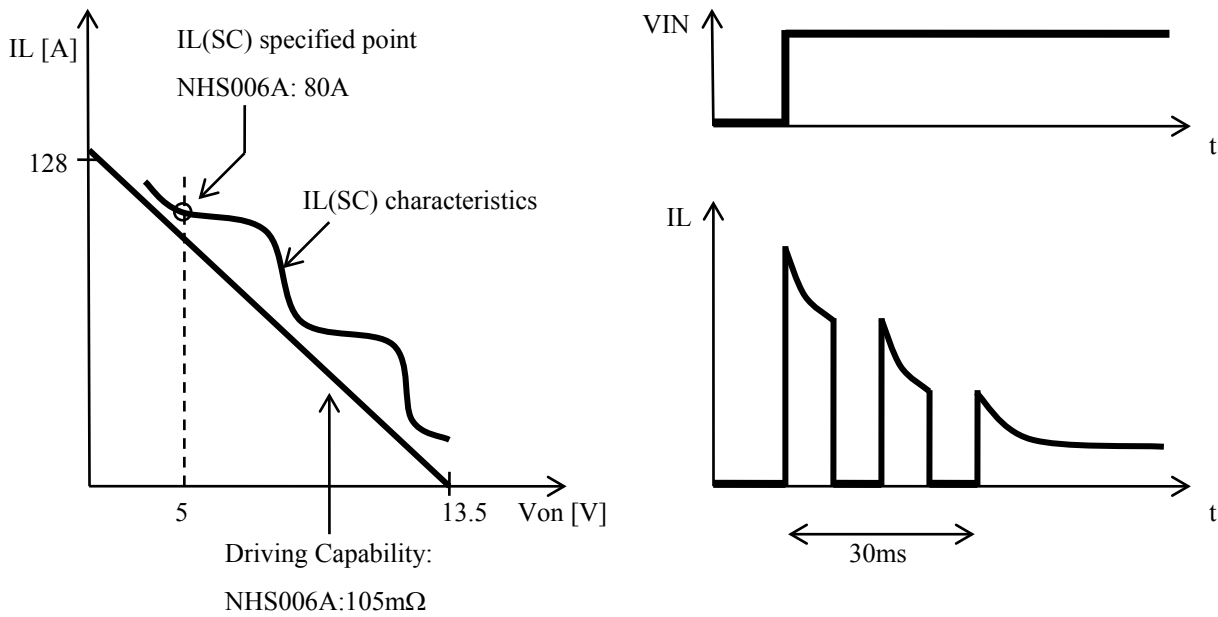 IL [A]
IL(SC) specified point
NHS006A: 80A
128
IL(SC) characteristics
5
13.5
Von [V]
Driving Capability:
NHS006A:105mΩ
VIN
t
IL
t
30ms